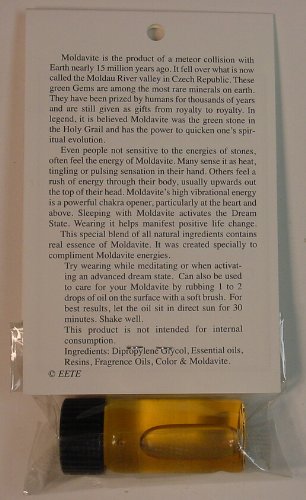 Moldavite is the product of a meteor collision with
Earth nearly 15 million years ago. It fell over what is now
called the Moldau River valley in Czech Republic. These
green Gems are among the most rare minerals on earth.
They have been prized by humans for thousands of years
and are still given as gifts from royalty to royalty. In
legend, it is believed Moldavite was the green stone in
the Holy Grail and has the power to quicken one's spir-
itual evolution.
Even people not sensitive to the energies of stones,
often feel the energy of Moldavite. Many sense it as heat,
tingling or pulsing sensation in their hand. Others feel a
rush of energy through their body, usually upwards out
the top of their head. Moldavite's high vibrational energy
is a powerful chakra opener, particularly at the heart and
above. Sleeping with Moldavite activates the Dream
State. Wearing it helps manifest positive life change.
This special blend of all natural ingredients contains
real essence of Moldavite. It was created specially to
compliment Moldavite energies.
Try wearing while meditating or when activat-
ing an advanced dream state. Can also be used
to care for your Moldavite by rubbing 1 to 2
drops of oil on the surface with a soft brush. For
best results, let the oil sit in direct sun for 30
minutes. Shake well.
This product is not intended for internal
consumption.
Ingredients: Dipropylene Glycol, Essential oils,
Resins, Fragrence Oils, Color & Moldavite.
© EETE